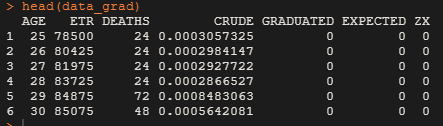 > head(data_grad)
AGE ETR DEATHS CRUDE GRADUATED EXPECTED ZX
1 25 78500 24 0.0003057325 0 0 0
2 26 80425 24 0.0002984147 0 0 0
3 27 81975 24 0.0002927722 0 0 0
4 28 83725 24 0.0002866527 0 0 0
5 29 84875 72 0.0008483063 0 0 0
6 30 85075 48 0.0005642081 0 0 0
>